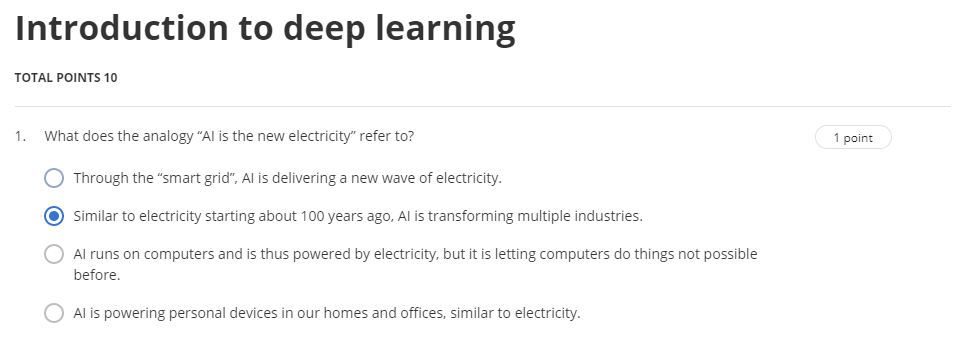 Introduction to deep learning
TOTAL POINTS 10
1. What does the analogy “AI is the new electricity” refer to?
1 point
Through the “smart grid”, AI is delivering a new wave of electricity.
Similar to electricity starting about 100 years ago, AI is transforming multiple industries.
AI runs on computers and is thus powered by electricity, but it is letting computers do things not possible
before.
AI is powering personal devices in our homes and offices, similar to electricity.